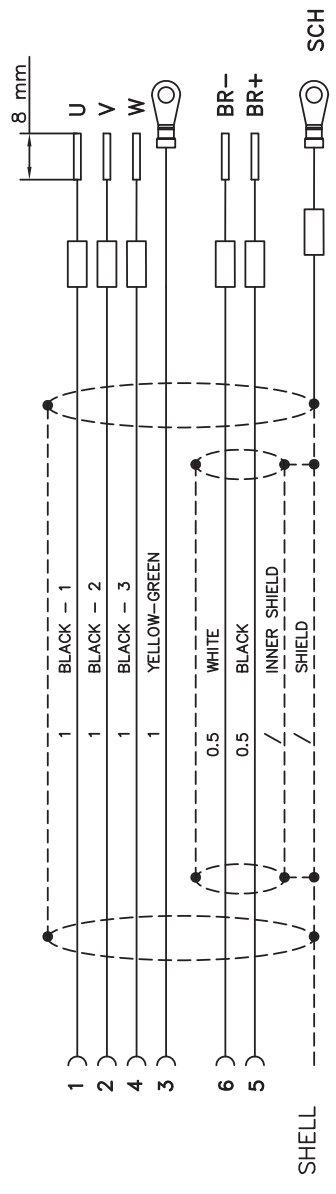 8 mm
U
V
W
BR-
BR+
SCH
1 BLACK - 1
1 BLACK - 2
1 BLACK - 3
1 YELLOW-GREEN
0.5 WHITE
0.5 BLACK
/ INNER SHIELD
/ SHIELD
1
2
4
3
6
5
SHELL